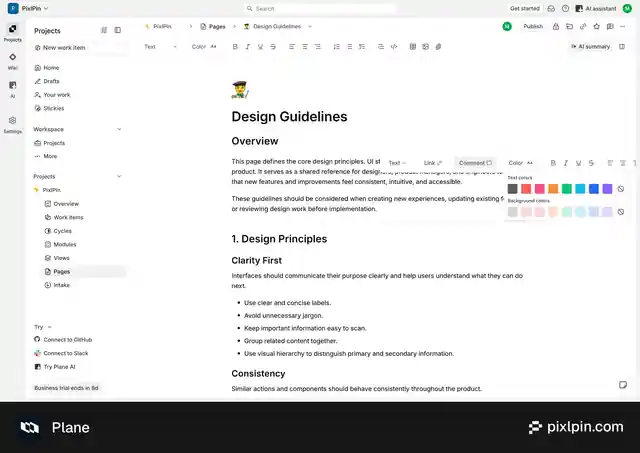 PixlPin
Search
Get started
AI assistant
M
Projects
Wiki
AI
Settings
Projects
New work item
Home
Drafts
Your work
Stickies
Workspace
Projects
More
Projects
PixlPin
Overview
Work items
Cycles
Modules
Views
Pages
Intake
Try
Connect to GitHub
Connect to Slack
Try Plane AI
Business trial ends in 8d
PixlPin
Pages
Design Guidelines
M
Publish
Text
Color
AI summary
Design Guidelines
Overview
This page defines the core design principles, UI st
product. It serves as a shared reference for designers, product managers, and engineers to
that new features and improvements feel consistent, intuitive, and accessible.
These guidelines should be considered when creating new experiences, updating existing f
or reviewing design work before implementation.
Text
Link
Comment
Color
Text colors
Background colors
1. Design Principles
Clarity First
Interfaces should communicate their purpose clearly and help users understand what they can do
next.
• Use clear and concise labels.
• Avoid unnecessary jargon.
• Keep important information easy to scan.
• Group related content together.
• Use visual hierarchy to distinguish primary and secondary information.
Consistency
Similar actions and components should behave consistently throughout the product.
Plane
pixlpin.com